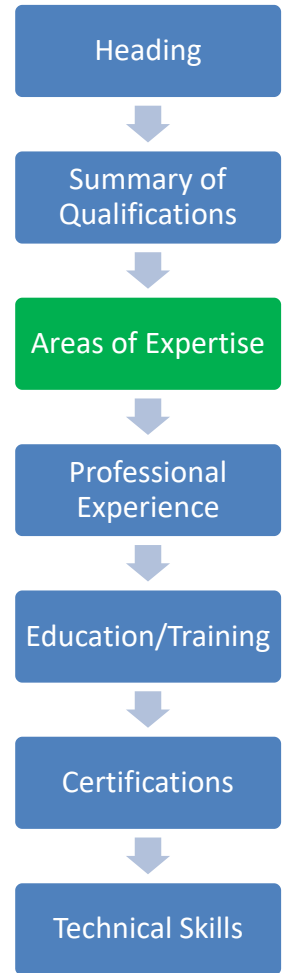 Heading
Summary of
Qualifications
Areas of Expertise
Professional
Experience
Education/Training
Certifications
Technical Skills